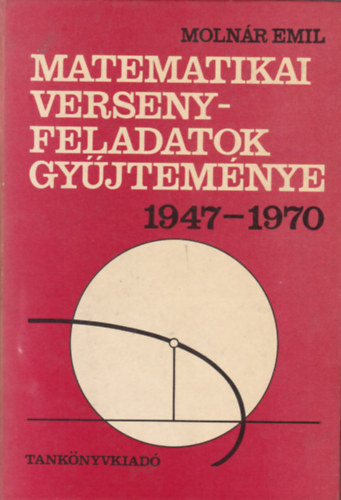 MOLNÁR EMIL
MATEMATIKAI
VERSENY-
FELADATOK
GYŰJTEMÉNYE
1947-1970
TANKÖNYVKIADÓ